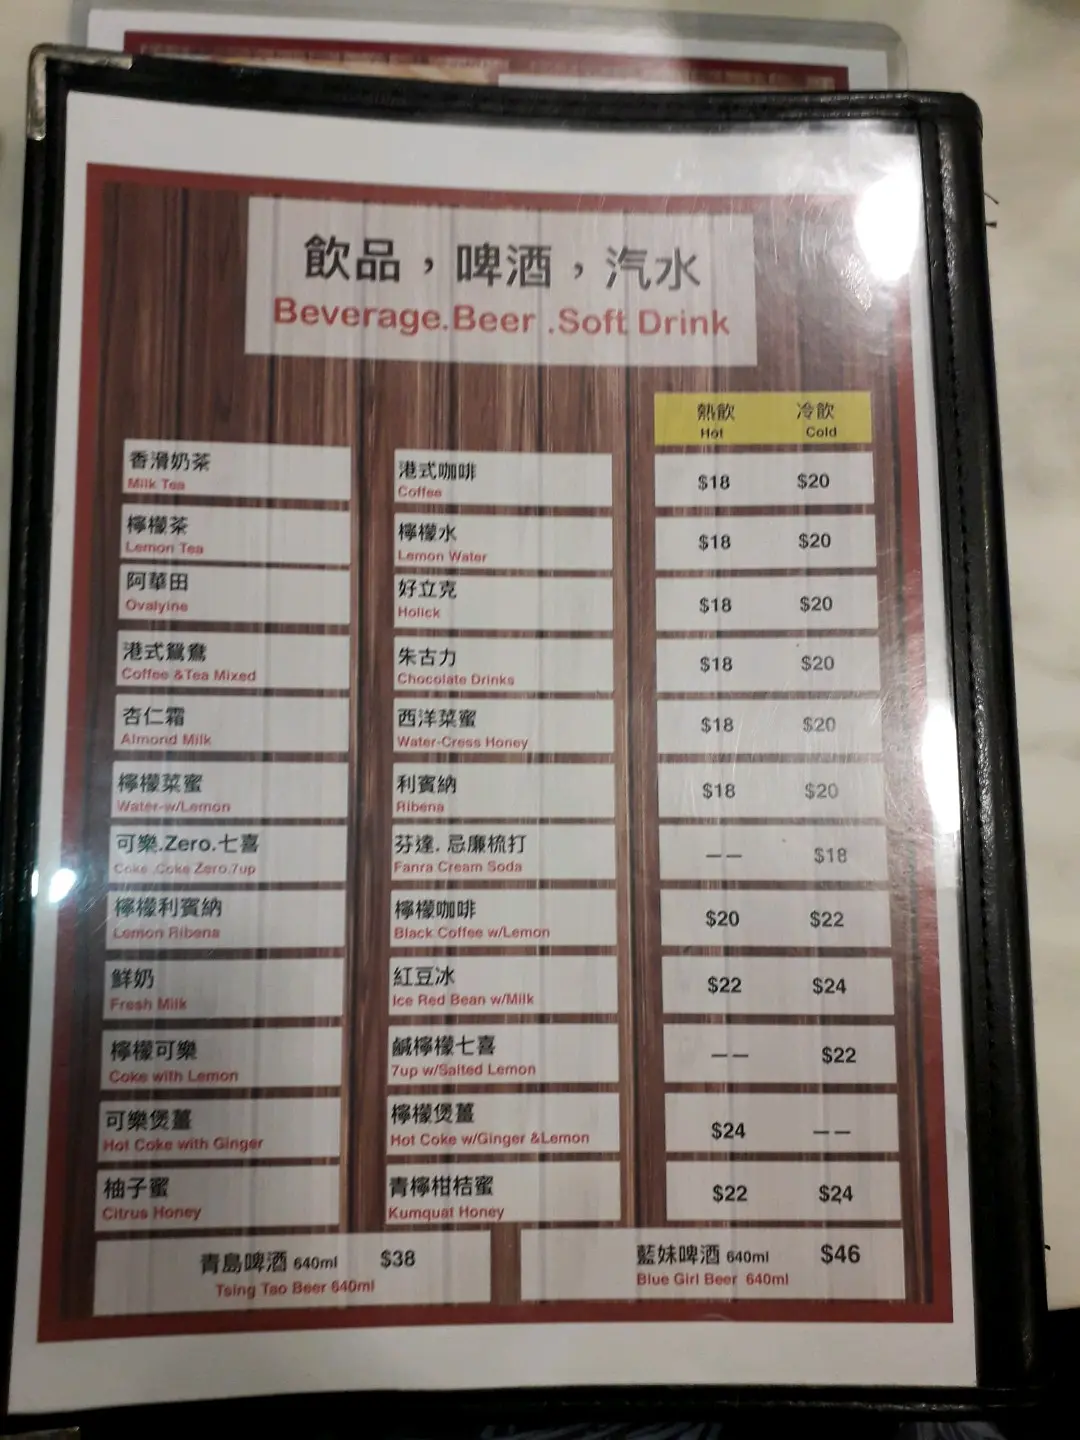 飲品，啤酒，汽水
Beverage.Beer .Soft Drink
熱飲 冷飲
Hot Cold
香滑奶茶 港式咖啡 $18 $20
Milk Tea Coffee
檸檬茶 檸檬水 $18 $20
Lemon Tea Lemon Water
阿華田 好立克 $18 $20
Ovalyine Holick
港式鴛鴦 朱古力 $18 $20
Coffee &Tea Mixed Chocolate Drinks
杏仁霜 西洋菜蜜 $18 $20
Almond Milk Water-Cress Honey
檸檬菜蜜 利賓納 $18 $20
Water-w/Lemon Ribena
可樂.Zero.七喜 芬達. 忌廉梳打 —— $18
Coke .Coke Zero.7up Fanra Cream Soda
檸檬利賓納 檸檬咖啡 $20 $22
Lemon Ribena Black Coffee w/Lemon
鮮奶 紅豆冰 $22 $24
Fresh Milk Ice Red Bean w/Milk
檸檬可樂 鹹檸檬七喜 —— $22
Coke with Lemon 7up w/Salted Lemon
可樂煲薑 檸檬煲薑 $24 ——
Hot Coke with Ginger Hot Coke w/Ginger &Lemon
柚子蜜 青檸柑桔蜜 $22 $24
Citrus Honey Kumquat Honey
青島啤酒 640ml $38 藍妹啤酒 640ml $46
Tsing Tao Beer 640ml Blue Girl Beer 640ml